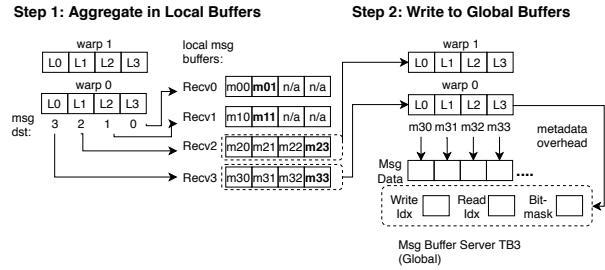 Step 1: Aggregate in Local Buffers
Step 2: Write to Global Buffers
warp 1
L0 L1 L2 L3
warp 0
L0 L1 L2 L3
msg dst: 3 2 1 0
local msg
buffers:
Recv0 m00 m01 n/a n/a
Recv1 m10 m11 n/a n/a
Recv2 m20 m21 m22 m23
Recv3 m30 m31 m32 m33
warp 1
L0 L1 L2 L3
warp 0
L0 L1 L2 L3
m30 m31 m32 m33
metadata
overhead
Msg
Data
....
Write
Idx
Read
Idx
Bit-
mask
Msg Buffer Server TB3
(Global)